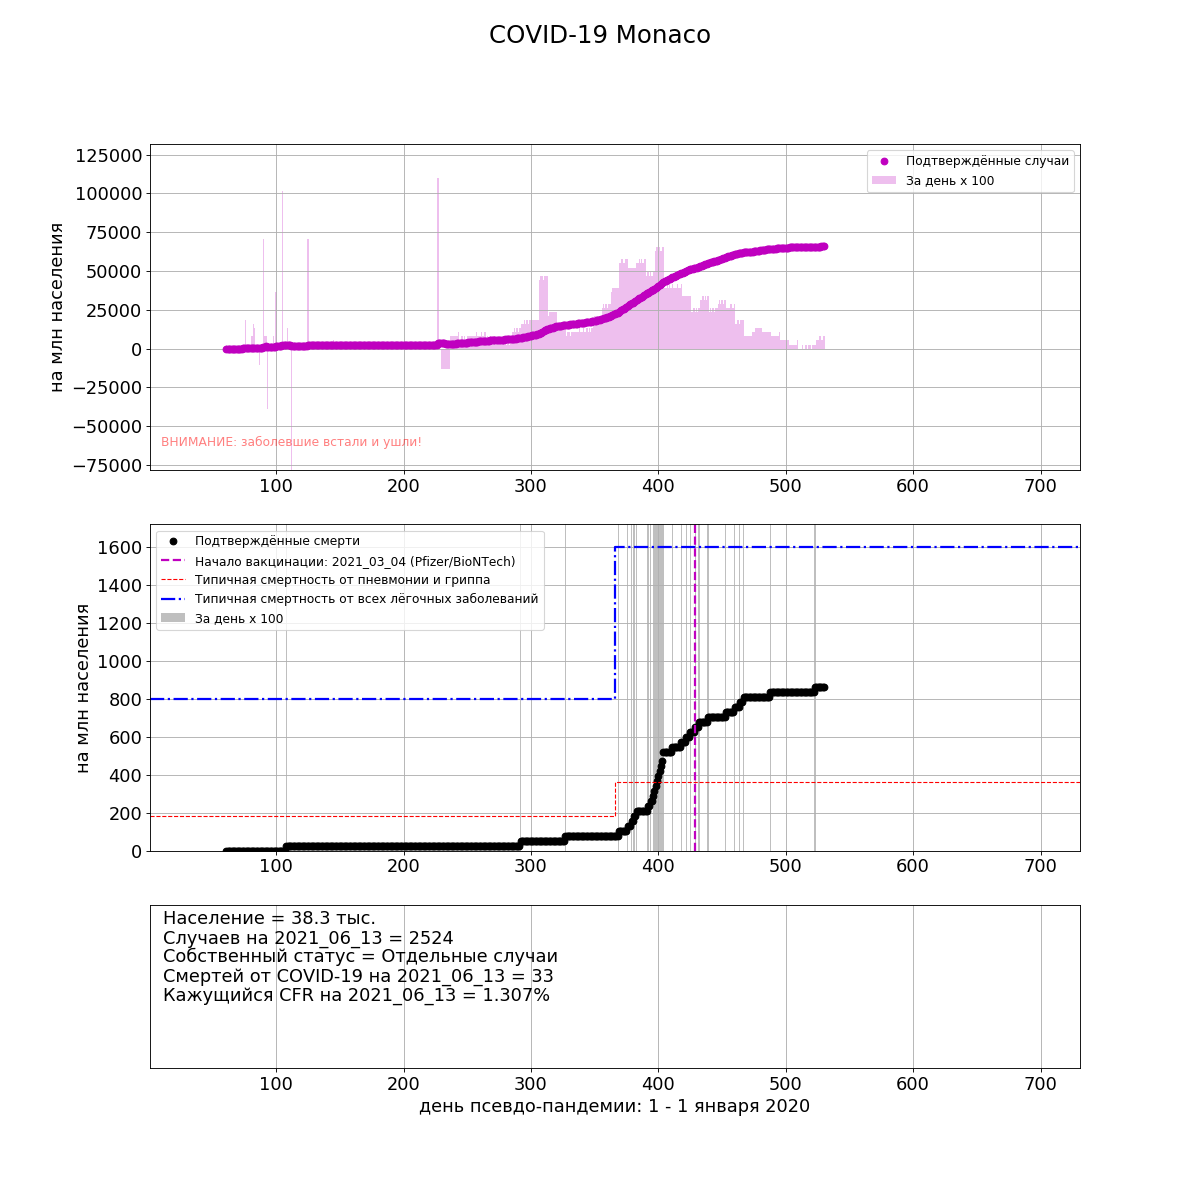 COVID-19 Monaco
125000
100000
75000
50000
25000
0
−25000
−50000
−75000
на млн населения
Подтверждённые случаи
За день x 100
ВНИМАНИЕ: заболевшие встали и ушли!
100 200 300 400 500 600 700
1600
1400
1200
1000
800
600
400
200
0
на млн населения
Подтверждённые смерти
Начало вакцинации: 2021_03_04 (Pfizer/BioNTech)
Типичная смертность от пневмонии и гриппа
Типичная смертность от всех лёгочных заболеваний
За день x 100
100 200 300 400 500 600 700
Население = 38.3 тыс.
Случаев на 2021_06_13 = 2524
Собственный статус = Отдельные случаи
Смертей от COVID-19 на 2021_06_13 = 33
Кажущийся CFR на 2021_06_13 = 1.307%
100 200 300 400 500 600 700
день псевдо-пандемии: 1 - 1 января 2020